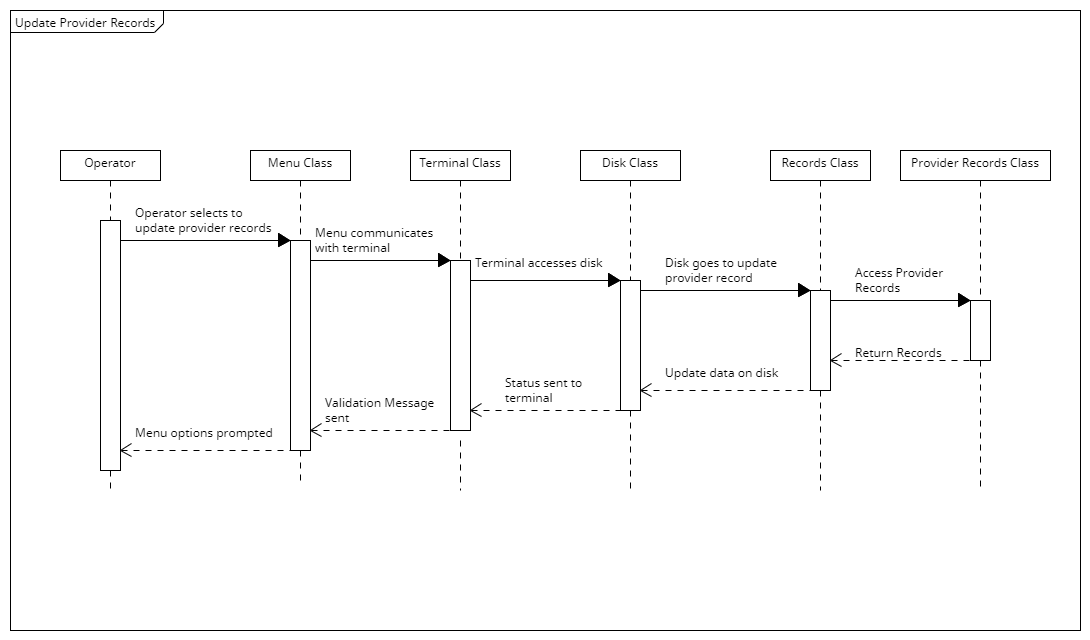 Update Provider Records
Operator
Menu Class
Terminal Class
Disk Class
Records Class
Provider Records Class
Operator selects to
update provider records
Menu communicates
with terminal
Terminal accesses disk
Disk goes to update
provider record
Access Provider
Records
Return Records
Update data on disk
Status sent to
terminal
Validation Message
sent
Menu options prompted